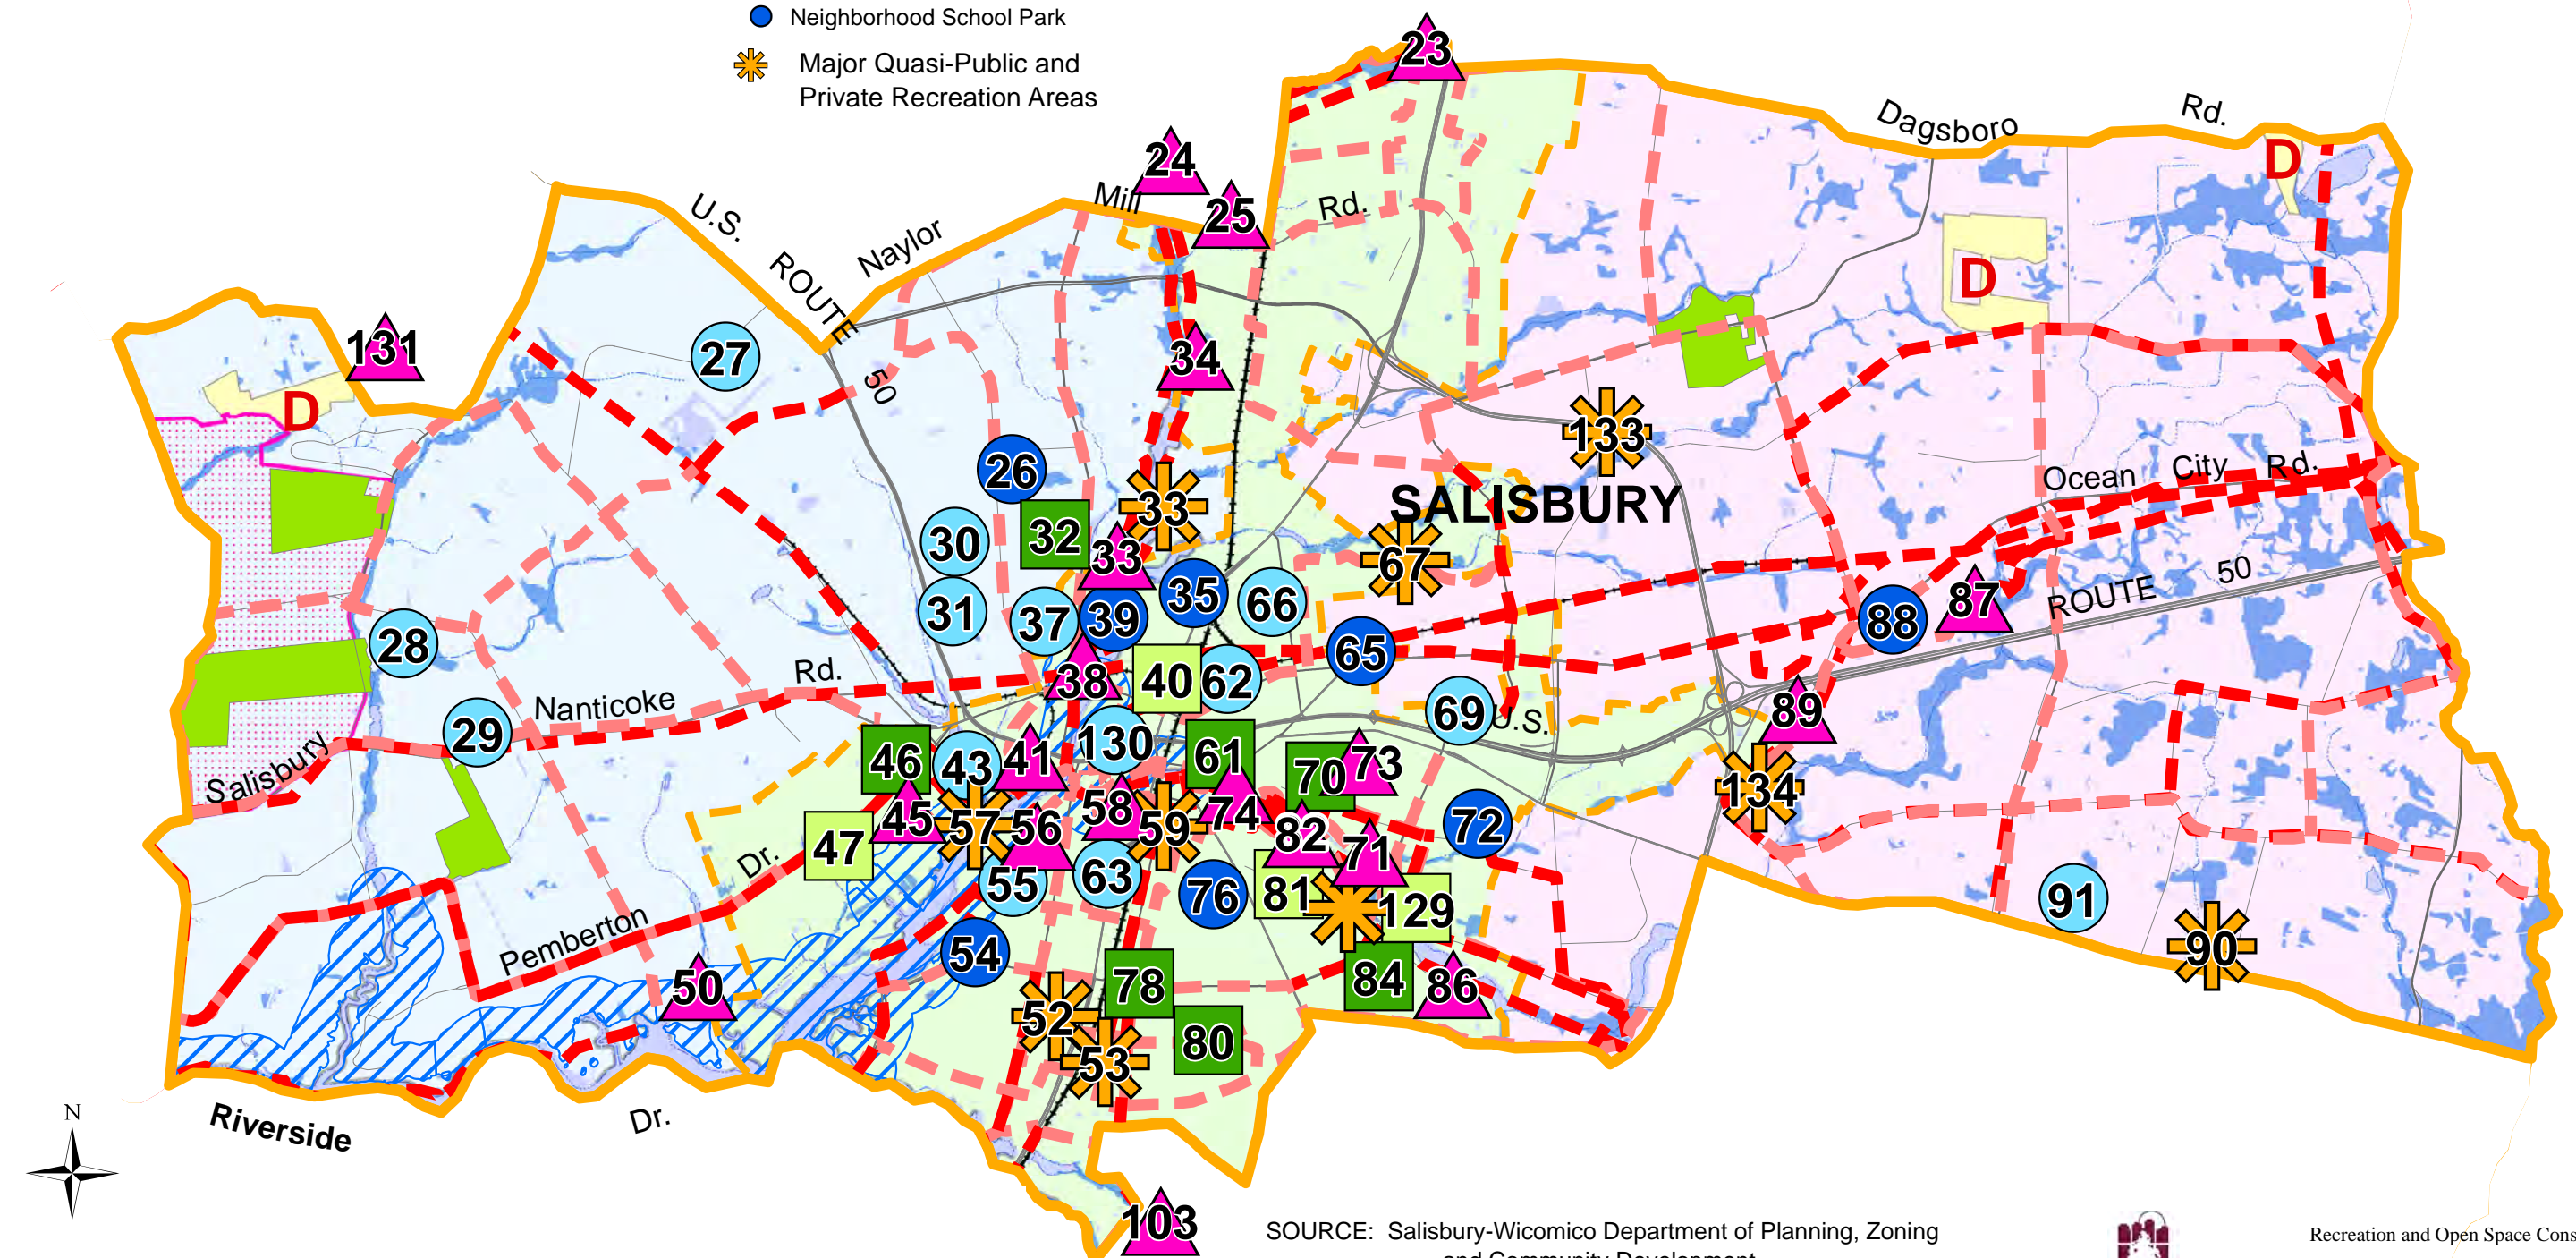 Neighborhood School Park
Major Quasi-Public and
Private Recreation Areas
23
Dagsboro
Rd.
D
24
Mill
25
Rd.
U.S.
ROUTE
50
Naylor
D
131
27
34
D
133
26
SALISBURY
Ocean City Rd.
30
32
33
33
67
ROUTE 50
31
37
39
35
66
65
88
87
28
38
40
62
69
U.S.
89
29
Nanticoke
Rd.
Salisbury
46
43
41
130
61
70
73
134
47
45
57
56
58
59
74
82
71
72
Dr.
55
63
76
81
129
91
90
Pemberton
54
50
78
84
86
52
53
80
N
Riverside
Dr.
103
SOURCE: Salisbury-Wicomico Department of Planning, Zoning
Recreation and Open Space Cons
and Community Development